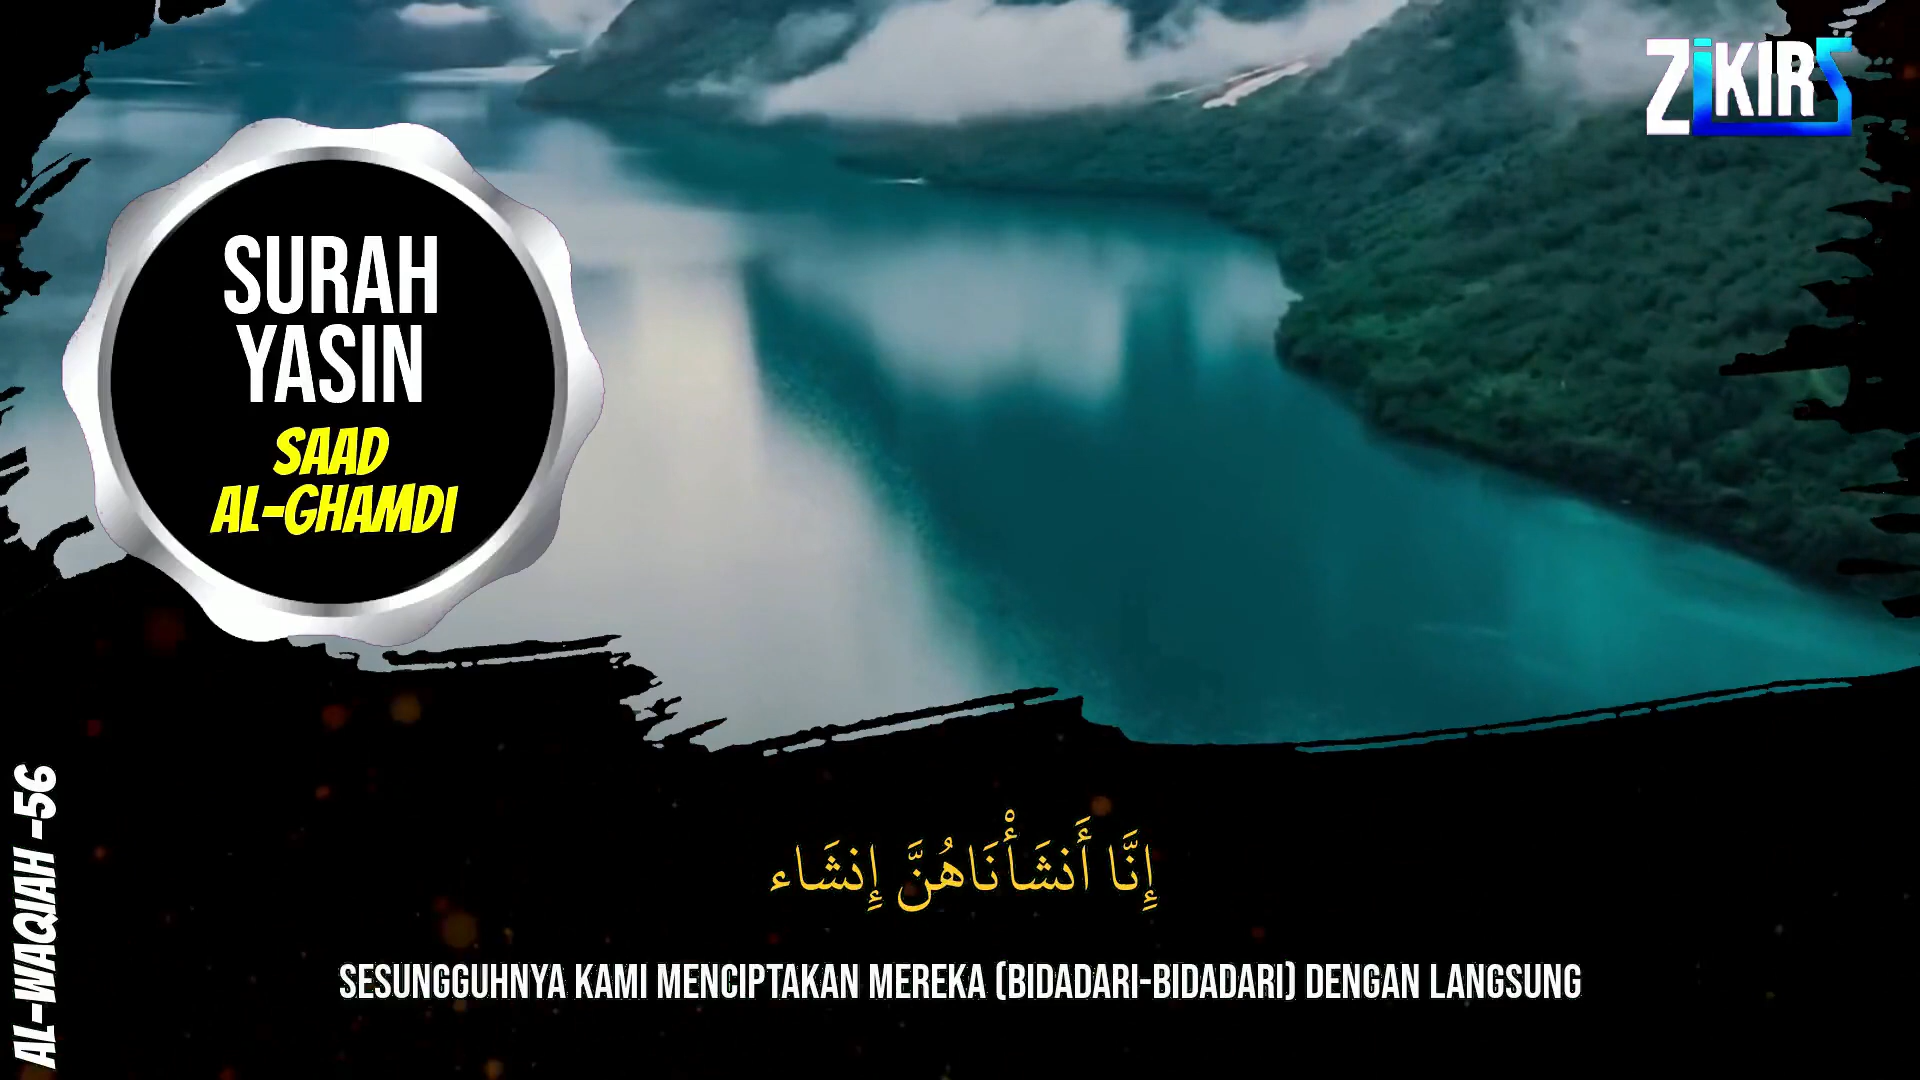 ZIKIRS
SURAH
YASIN
SAAD
AL-GHAMDI
AL-WAQIAH -56
إِنَّا أَنشَأْنَاهُنَّ إِنشَاء
SESUNGGUHNYA KAMI MENCIPTAKAN MEREKA (BIDADARI-BIDADARI) DENGAN LANGSUNG